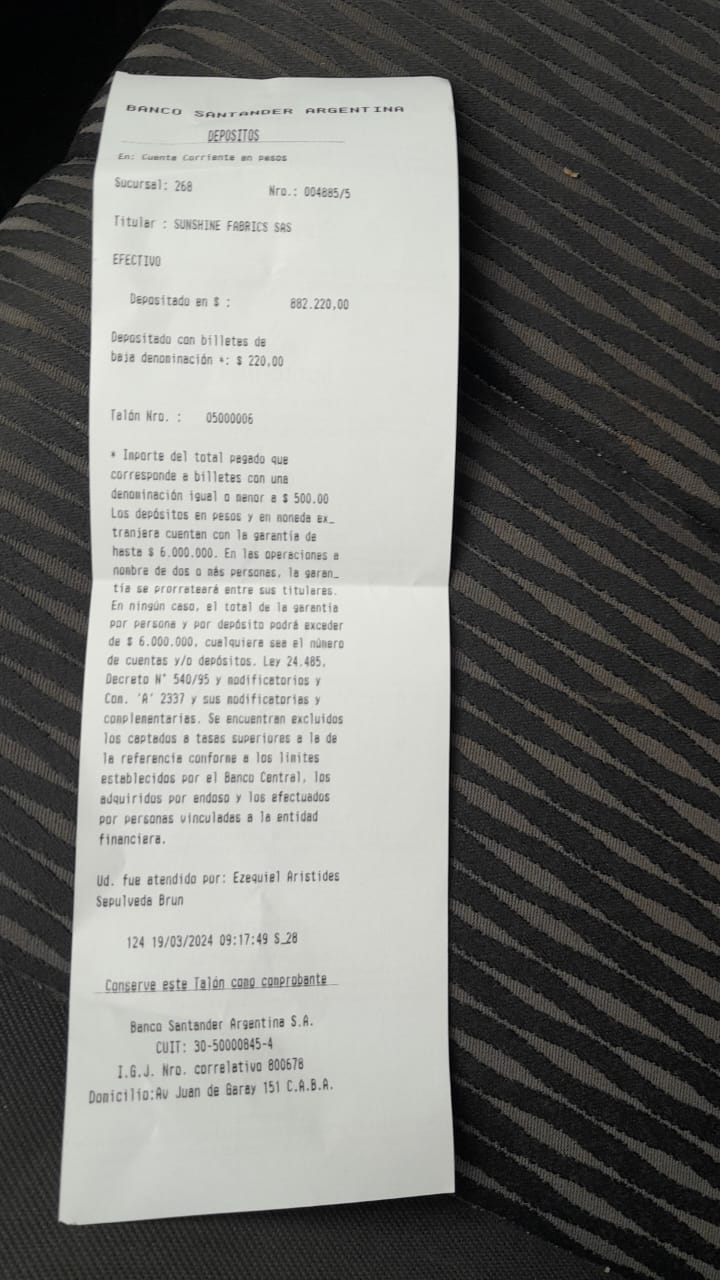 BANCO SANTANDER ARGENTINA
DEPOSITOS
En: Cuenta Corriente en pesos
Sucursal: 268 Nro.: 004885/5
Titular : SUNSHINE FABRICS SAS
EFECTIVO
Depositado en $ : 882.220,00
Depositado con billetes de
baja denominación *: $ 220,00
Talón Nro. : 05000006
* Importe del total pagado que
corresponde a billetes con una
denominación igual o menor a $ 500.00
Los depósitos en pesos y en moneda ex_
tranjera cuentan con la garantía de
hasta $ 6.000.000. En las operaciones a
nombre de dos o más personas, la garan_
tía se prorrateará entre sus titulares.
En ningún caso, el total de la garantía
por persona y por depósito podrá exceder
de $ 6.000.000, cualquiera sea el número
de cuentas y/o depósitos. Ley 24.485,
Decreto N° 540/95 y modificatorios y
Com. 'A' 2337 y sus modificatorias y
complementarias. Se encuentran excluidos
los captados a tasas superiores a la de
la referencia conforme a los límites
establecidos por el Banco Central, los
adquiridos por endoso y los efectuados
por personas vinculadas a la entidad
financiera.
Ud. fue atendido por: Ezequiel Aristides
Sepulveda Brun
124 19/03/2024 09:17:49 S_28
Conserve este Talón como comprobante
Banco Santander Argentina S.A.
CUIT: 30-50000845-4
I.G.J. Nro. correlativo 800678
Domicilio:Av Juan de Garay 151 C.A.B.A.